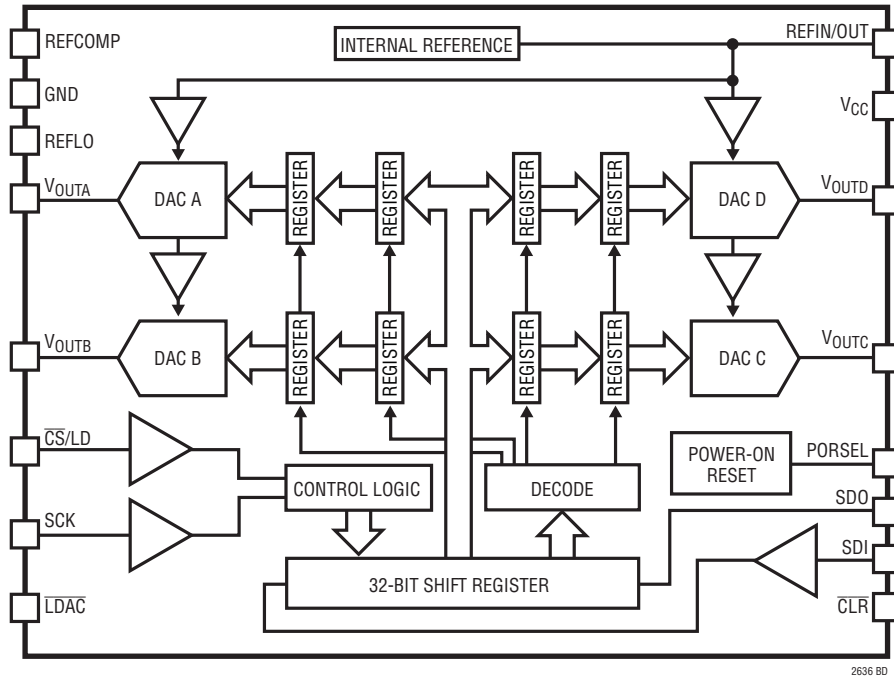 REFCOMP
INTERNAL REFERENCE
REFIN/OUT
GND
VCC
REFLO
VOUTA
DAC A
REGISTER
REGISTER
REGISTER
REGISTER
DAC D
VOUTD
VOUTB
DAC B
REGISTER
REGISTER
REGISTER
REGISTER
DAC C
VOUTC
CS/LD
CONTROL LOGIC
DECODE
POWER-ON
RESET
PORSEL
SCK
SDO
32-BIT SHIFT REGISTER
SDI
LDAC
CLR
2636 BD